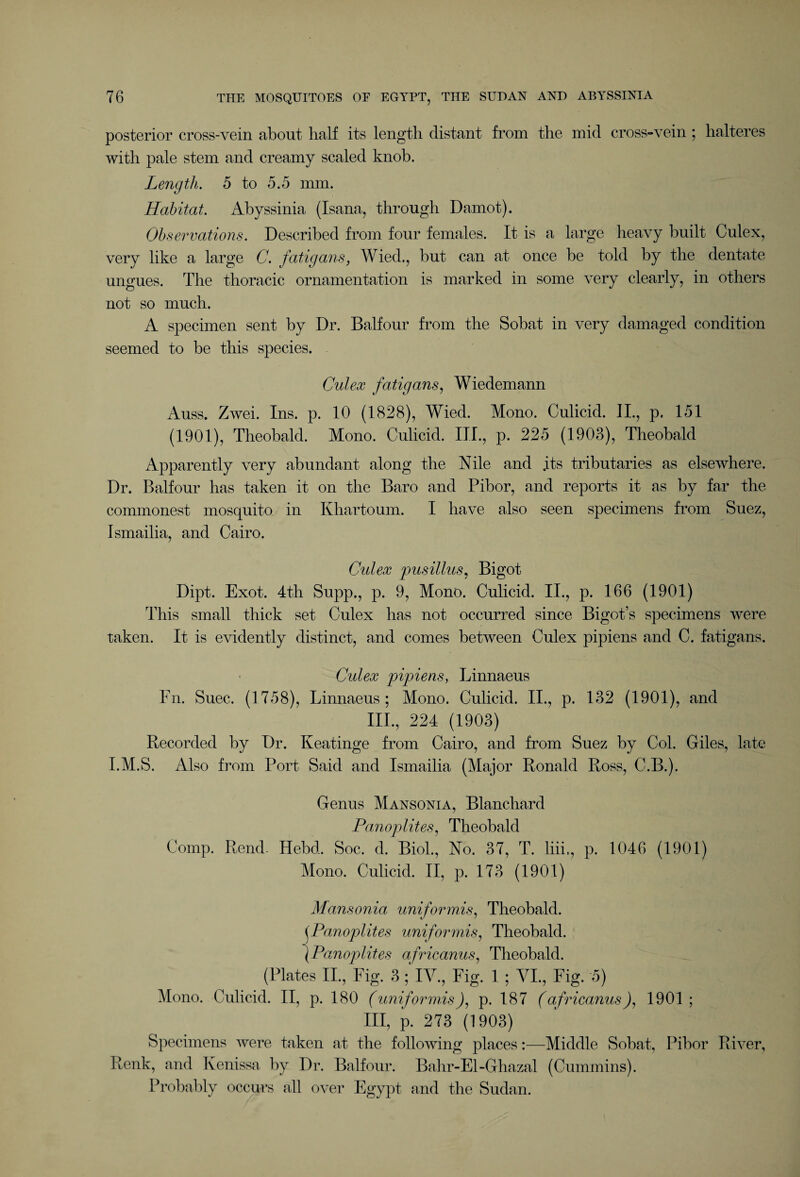 76 THE MOSQUITOES OF EGYPT, THE SUDAN AND ABYSSINIA
posterior cross-vein about half its length distant from the mid cross-vein ; halteres
with pale stem and creamy scaled knob.
Length. 5 to 5.5 mm.
Habitat. Abyssinia (Isana, through Damot).
Observations. Described from four females. It is a large heavy built Culex,
very like a large C. fatigans, Wied., but can at once be told by the dentate
ungues. The thoracic ornamentation is marked in some very clearly, in others
not so much.
A specimen sent by Dr. Balfour from the Sobat in very damaged condition
seemed to be this species.
Culex fatigans, Wiedemann
Auss. Zwei. Ins. p. 10 (1828), Wied. Mono. Culicid. II., p. 151
(1901), Theobald. Mono. Culicid. III., p. 225 (1903), Theobald
Apparently very abundant along the Nile and its tributaries as elsewhere.
Dr. Balfour has taken it on the Baro and Pibor, and reports it as by far the
commonest mosquito in Khartoum. I have also seen specimens from Suez,
Ismailia, and Cairo.
Culex pusillus, Bigot
Dipt. Exot. 4th Supp., p. 9, Mono. Culicid. II., p. 166 (1901)
This small thick set Culex has not occurred since Bigot's specimens were
taken. It is evidently distinct, and comes between Culex pipiens and C. fatigans.
Culex pipiens, Linnaeus
Fn. Suec. (1758), Linnaeus ; Mono. Culicid. II., p. 132 (1901), and
III., 224 (1903)
Recorded by Dr. Keatinge from Cairo, and from Suez by Col. Giles, late
I.M.S. Also from Port Said and Ismailia (Major Ronald Ross, C.B.).
Genus Mansonia, Blanchard
Panoplites, Theobald
Comp. Rend. Hebd. Soc. d. Biol., No. 37, T. liii., p. 1046 (1901)
Mono. Culicid. II, p. 173 (1901)
Mansonia uniformis, Theobald.
{Panoplites uniformis, Theobald.
{Panoplites africanus, Theobald.
(Plates II., Fig. 3 ; IV., Fig. 1 ; VI., Fig. 5)
Mono. Culicid. II, p. 180 (uniformis), p. 187 (africanus), 1901 ;
III, p. 273 (1903)
Specimens were taken at the following places :—Middle Sobat, Pibor River,
Renk, and Kenissa by Dr. Balfour. Bahr-El-Ghazal (Cummins).
Probably occurs all over Egypt and the Sudan.